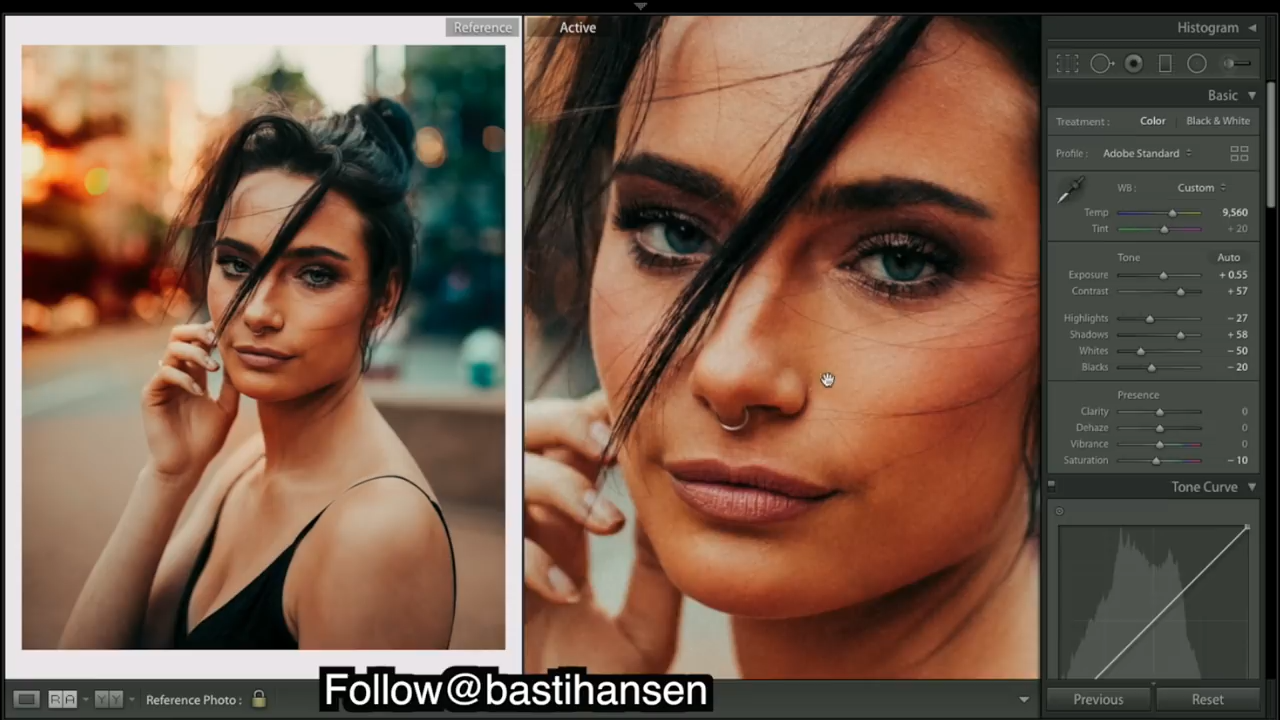 Reference
Active
Histogram
Basic
Treatment : Color Black & White
Profile : Adobe Standard
WB : Custom
Temp 9,560
Tint + 20
Tone Auto
Exposure + 0.55
Contrast + 57
Highlights − 27
Shadows + 58
Whites − 50
Blacks − 20
Presence
Clarity 0
Dehaze 0
Vibrance 0
Saturation − 10
Tone Curve
R A Y Y Reference Photo :
Follow@bastihansen
Previous Reset